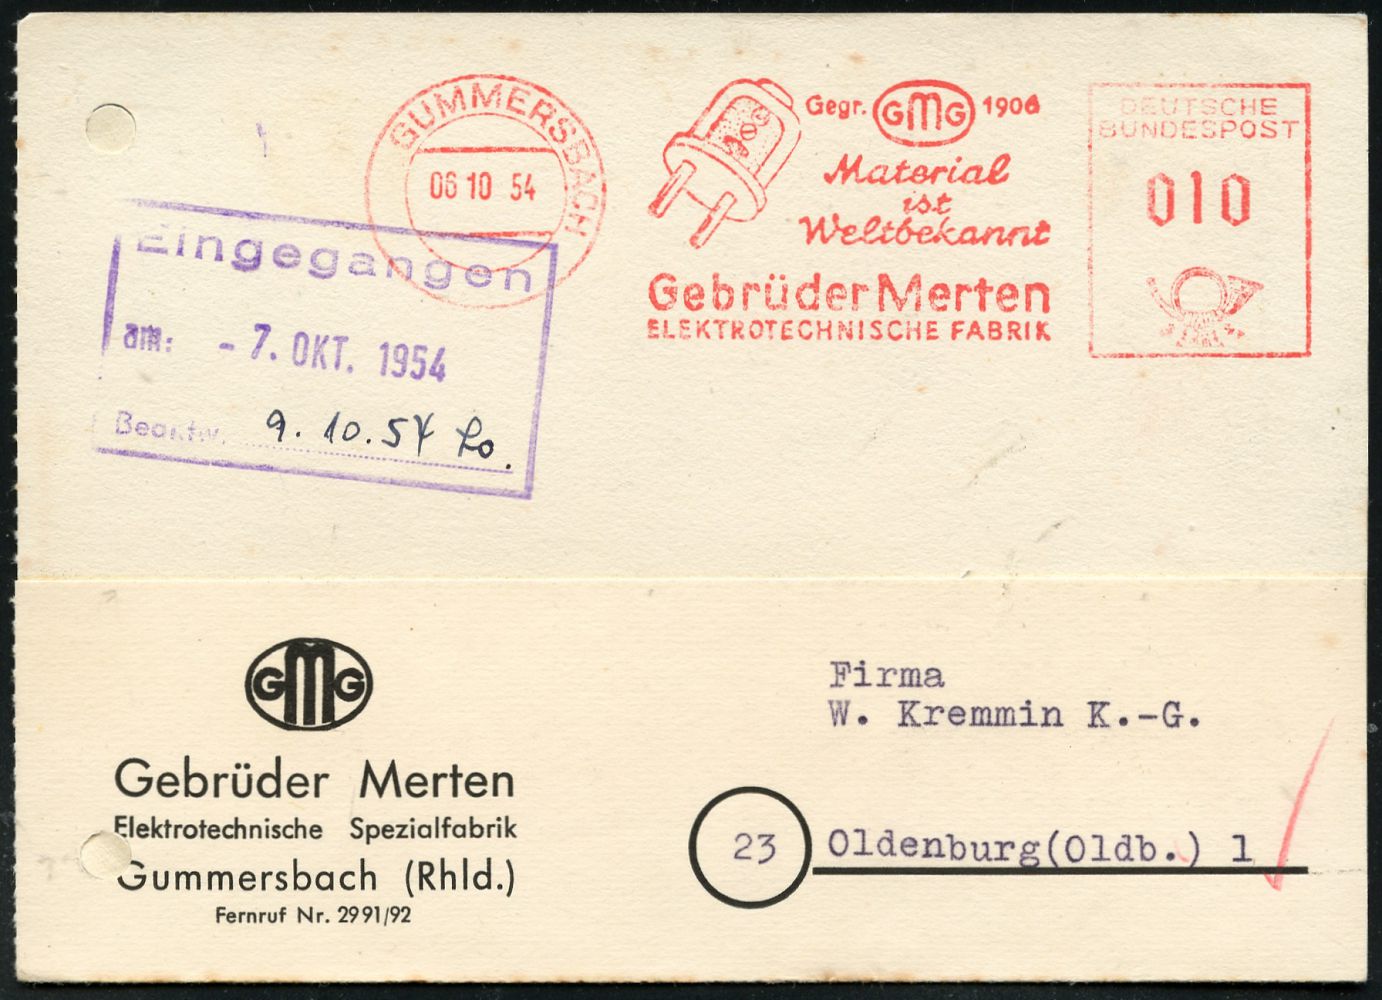 GUMMERSBACH
06 10 54
Gegr. GMG 1906
Material
ist
Weltbekannt
Gebrüder Merten
ELEKTROTECHNISCHE FABRIK
DEUTSCHE
BUNDESPOST
010
Eingegangen
am: - 7. OKT. 1954
Beantw. 9. 10. 54 Lo.
GMG
Gebrüder Merten
Elektrotechnische Spezialfabrik
Gummersbach (Rhld.)
Fernruf Nr. 2991/92
Firma
W. Kremmin K.-G.
23 Oldenburg(Oldb.) 1